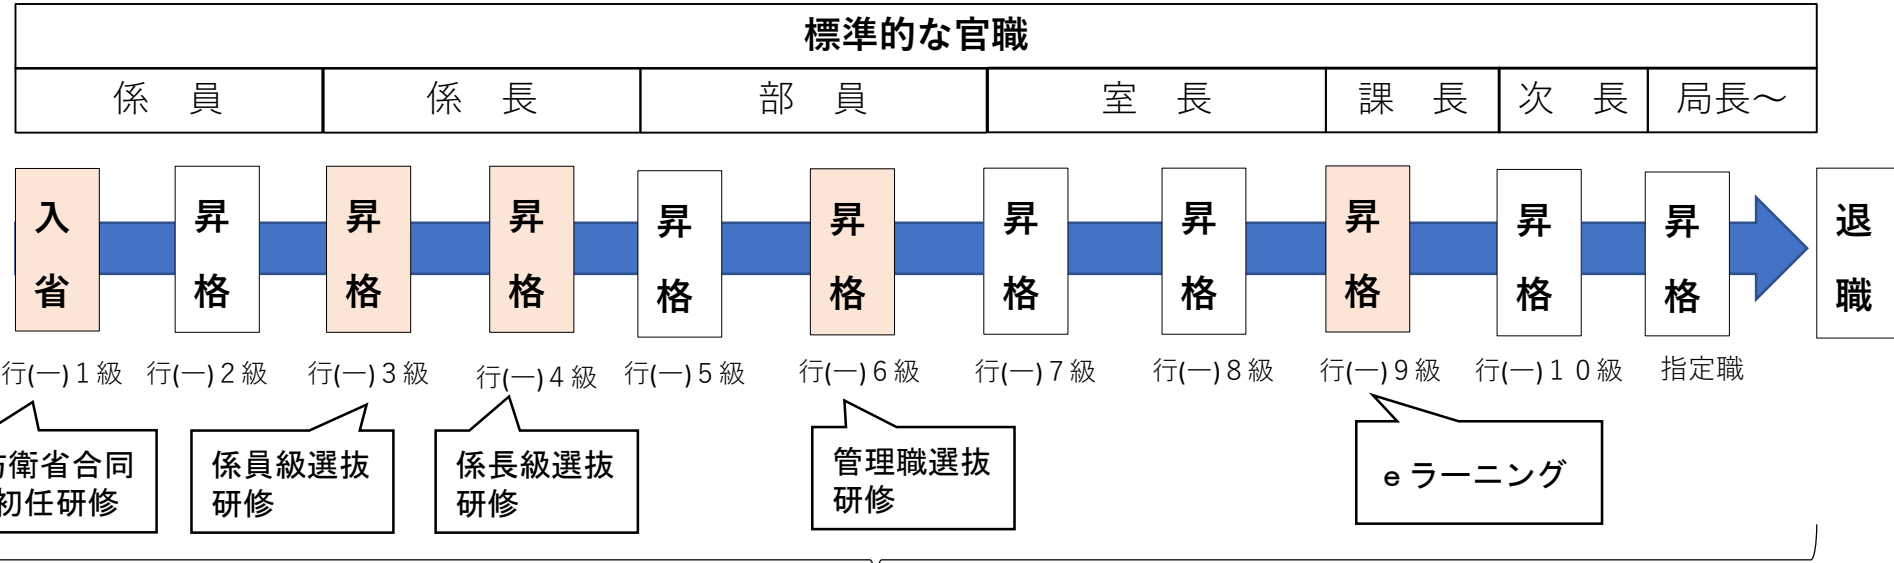 標準的な官職
係　員　係　長　部　員　室　長　課　長　次　長　局長～
入省　昇格　昇格　昇格　昇格　昇格　昇格　昇格　昇格　昇格　昇格　退職
行(一)１級　行(一)２級　行(一)３級　行(一)４級　行(一)５級　行(一)６級　行(一)７級　行(一)８級　行(一)９級　行(一)１０級　指定職
衛省合同
初任研修
係員級選抜
研修
係長級選抜
研修
管理職選抜
研修
ｅラーニング